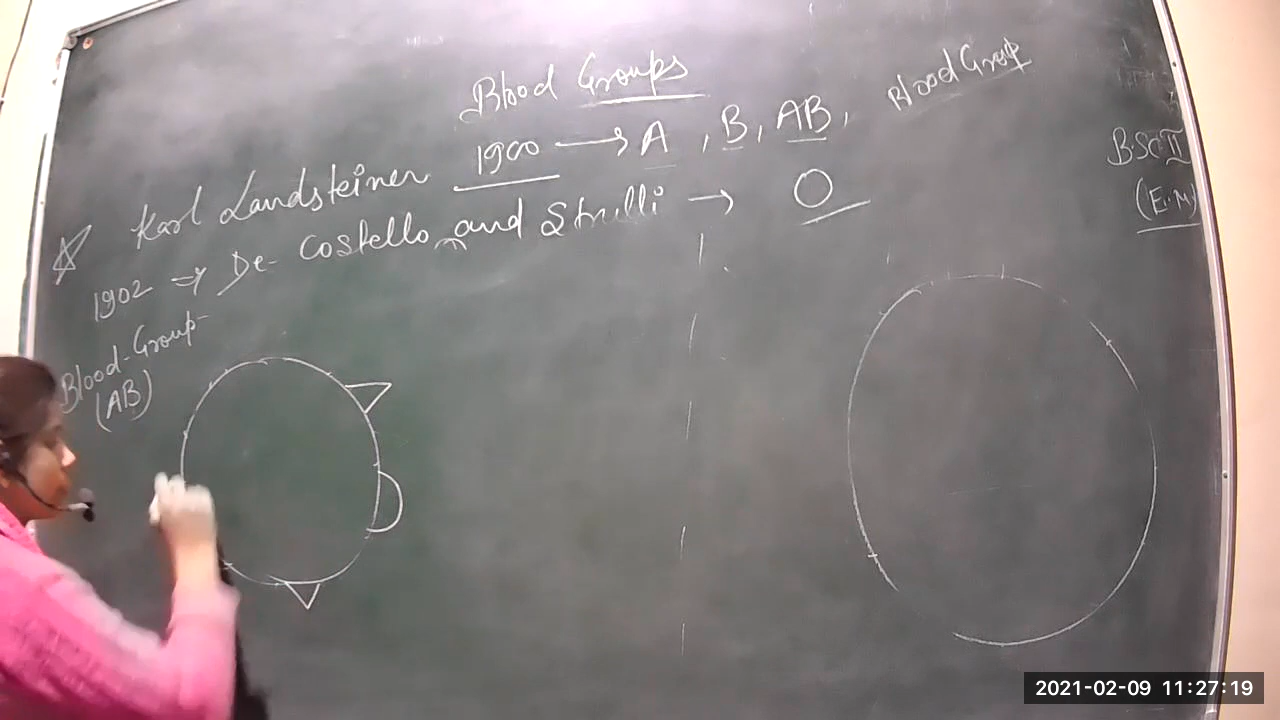 Blood Groups
Karl Landsteiner 1900 → A, B, AB, Blood Group
1902 ⇒ De-Costello and Strulli → O
Blood-Group-
(AB)
B.Sc II
(E.M)
2021-02-09 11:27:19